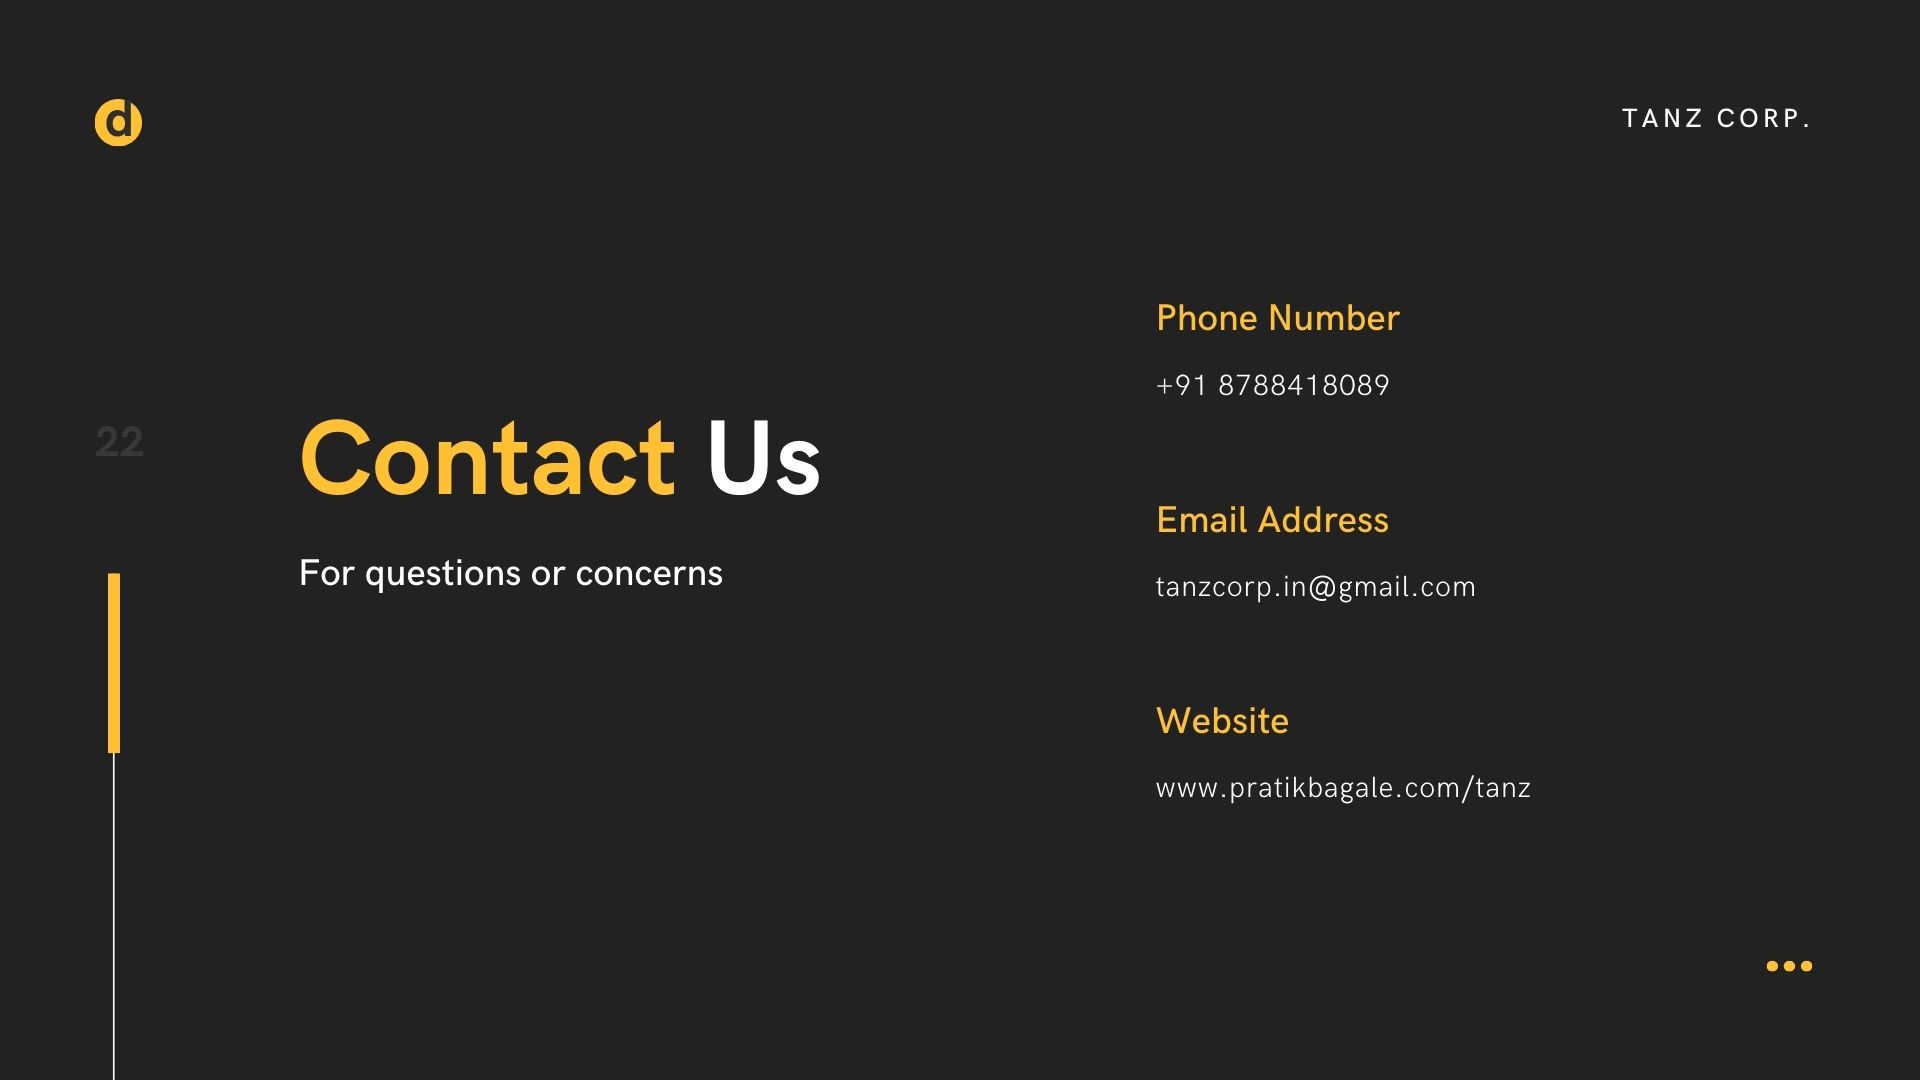 d
TANZ CORP.
22
Contact Us
For questions or concerns
Phone Number
+91 8788418089
Email Address
tanzcorp.in@gmail.com
Website
www.pratikbagale.com/tanz